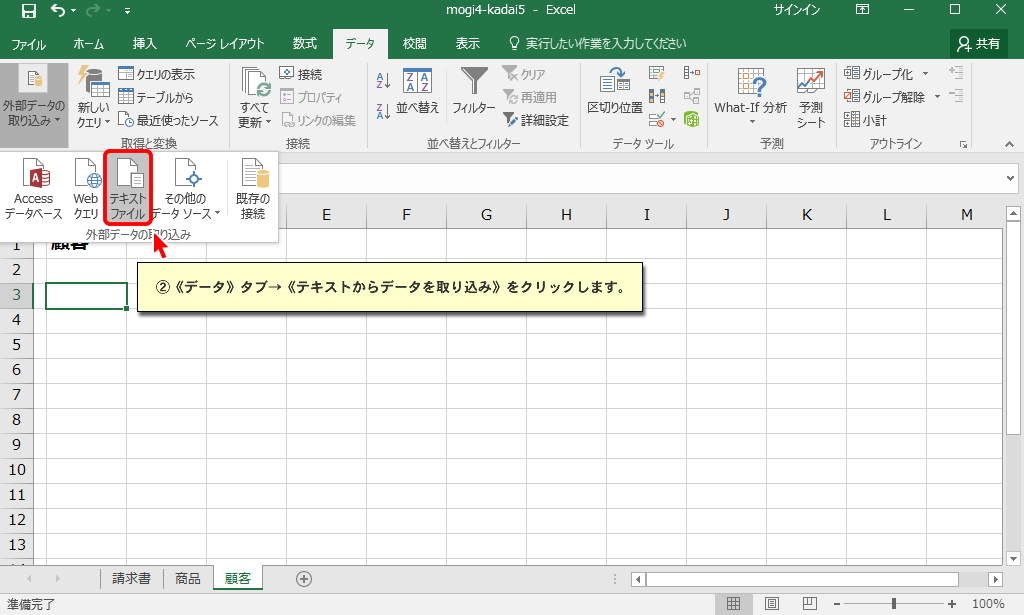 mogi4-kadai5 - Excel
サインイン
ファイル ホーム 挿入 ページ レイアウト 数式 データ 校閲 表示 実行したい作業を入力してください 共有
外部データの
取り込み
新しい
クエリ
クエリの表示
テーブルから
最近使ったソース
取得と変換
すべて
更新
接続
プロパティ
リンクの編集
接続
並べ替え
フィルター
クリア
再適用
詳細設定
並べ替えとフィルター
区切り位置
データ ツール
What-If 分析
予測
シート
予測
グループ化
グループ解除
小計
アウトライン
Access
データベース
Web
クエリ
テキスト
ファイル
その他の
データ ソース
既存の
接続
外部データの取り込み
E F G H I J K L M
1 顧客
2
②《データ》タブ→《テキストからデータを取り込み》をクリックします。
3
4
5
6
7
8
9
10
11
12
13
請求書 商品 顧客
準備完了
100%